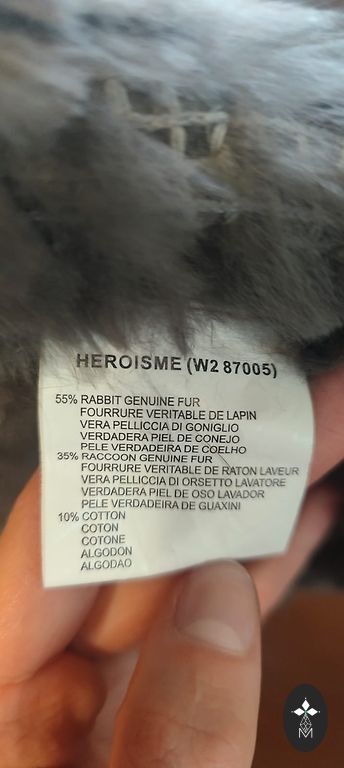 HEROISME (W2 87005)
55% RABBIT GENUINE FUR
FOURRURE VERITABLE DE LAPIN
VERA PELLICCIA DI GONIGLIO
VERDADERA PIEL DE CONEJO
PELE VERDADEIRA DE COELHO
35% RACCOON GENUINE FUR
FOURRURE VERITABLE DE RATON LAVEUR
VERA PELLICCIA DI ORSETTO LAVATORE
VERDADERA PIEL DE OSO LAVADOR
PELE VERDADEIRA DE GUAXINI
10% COTTON
COTON
COTONE
ALGODON
ALGODAO
M